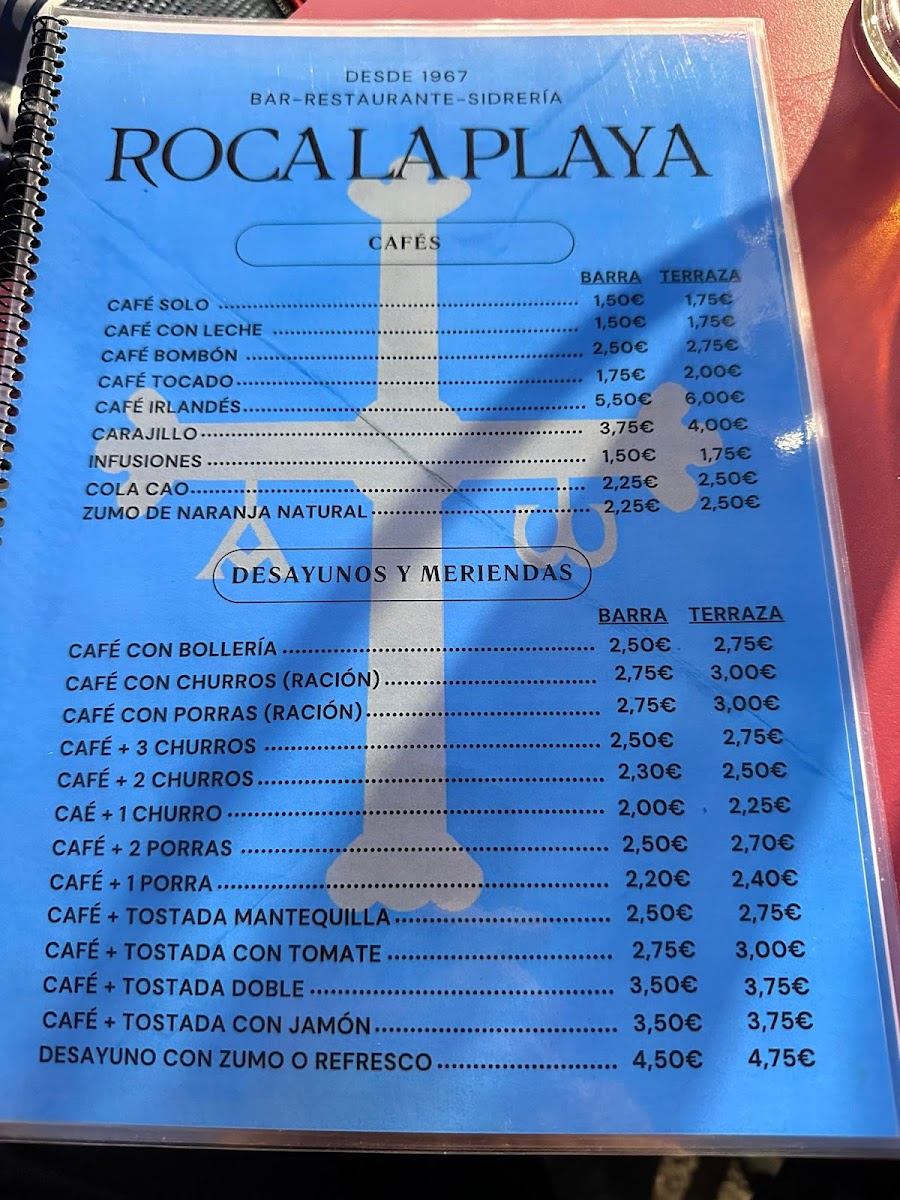 DESDE 1967
BAR-RESTAURANTE-SIDRERÍA
ROCA LA PLAYA
CAFÉS
BARRA TERRAZA
CAFÉ SOLO 1,50€ 1,75€
CAFÉ CON LECHE 1,50€ 1,75€
CAFÉ BOMBÓN 2,50€ 2,75€
CAFÉ TOCADO 1,75€ 2,00€
CAFÉ IRLANDÉS 5,50€ 6,00€
CARAJILLO 3,75€ 4,00€
INFUSIONES 1,50€ 1,75€
COLA CAO 2,25€ 2,50€
ZUMO DE NARANJA NATURAL 2,25€ 2,50€
DESAYUNOS Y MERIENDAS
BARRA TERRAZA
CAFÉ CON BOLLERÍA 2,50€ 2,75€
CAFÉ CON CHURROS (RACIÓN) 2,75€ 3,00€
CAFÉ CON PORRAS (RACIÓN) 2,75€ 3,00€
CAFÉ + 3 CHURROS 2,50€ 2,75€
CAFÉ + 2 CHURROS 2,30€ 2,50€
CAÉ + 1 CHURRO 2,00€ 2,25€
CAFÉ + 2 PORRAS 2,50€ 2,70€
CAFÉ + 1 PORRA 2,20€ 2,40€
CAFÉ + TOSTADA MANTEQUILLA 2,50€ 2,75€
CAFÉ + TOSTADA CON TOMATE 2,75€ 3,00€
CAFÉ + TOSTADA DOBLE 3,50€ 3,75€
CAFÉ + TOSTADA CON JAMÓN 3,50€ 3,75€
DESAYUNO CON ZUMO O REFRESCO 4,50€ 4,75€